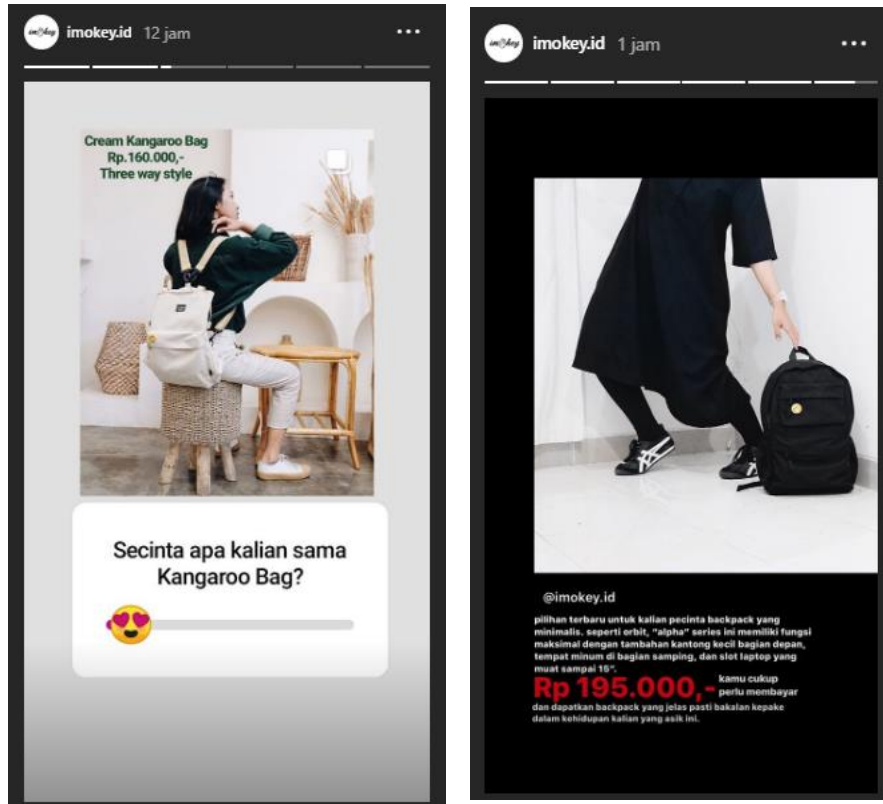 imokey.id 12 jam
Cream Kangaroo Bag
Rp.160.000,-
Three way style
Secinta apa kalian sama
Kangaroo Bag?
imokey.id 1 jam
@imokey.id
pilihan terbaru untuk kalian pecinta backpack yang
minimalis. seperti orbit, "alpha" series ini memiliki fungsi
maksimal dengan tambahan kantong kecil bagian depan,
tempat minum di bagian samping, dan slot laptop yang
muat sampai 15".
Rp 195.000,- kamu cukup
perlu membayar
dan dapatkan backpack yang jelas pasti bakalan kepake
dalam kehidupan kalian yang asik ini.